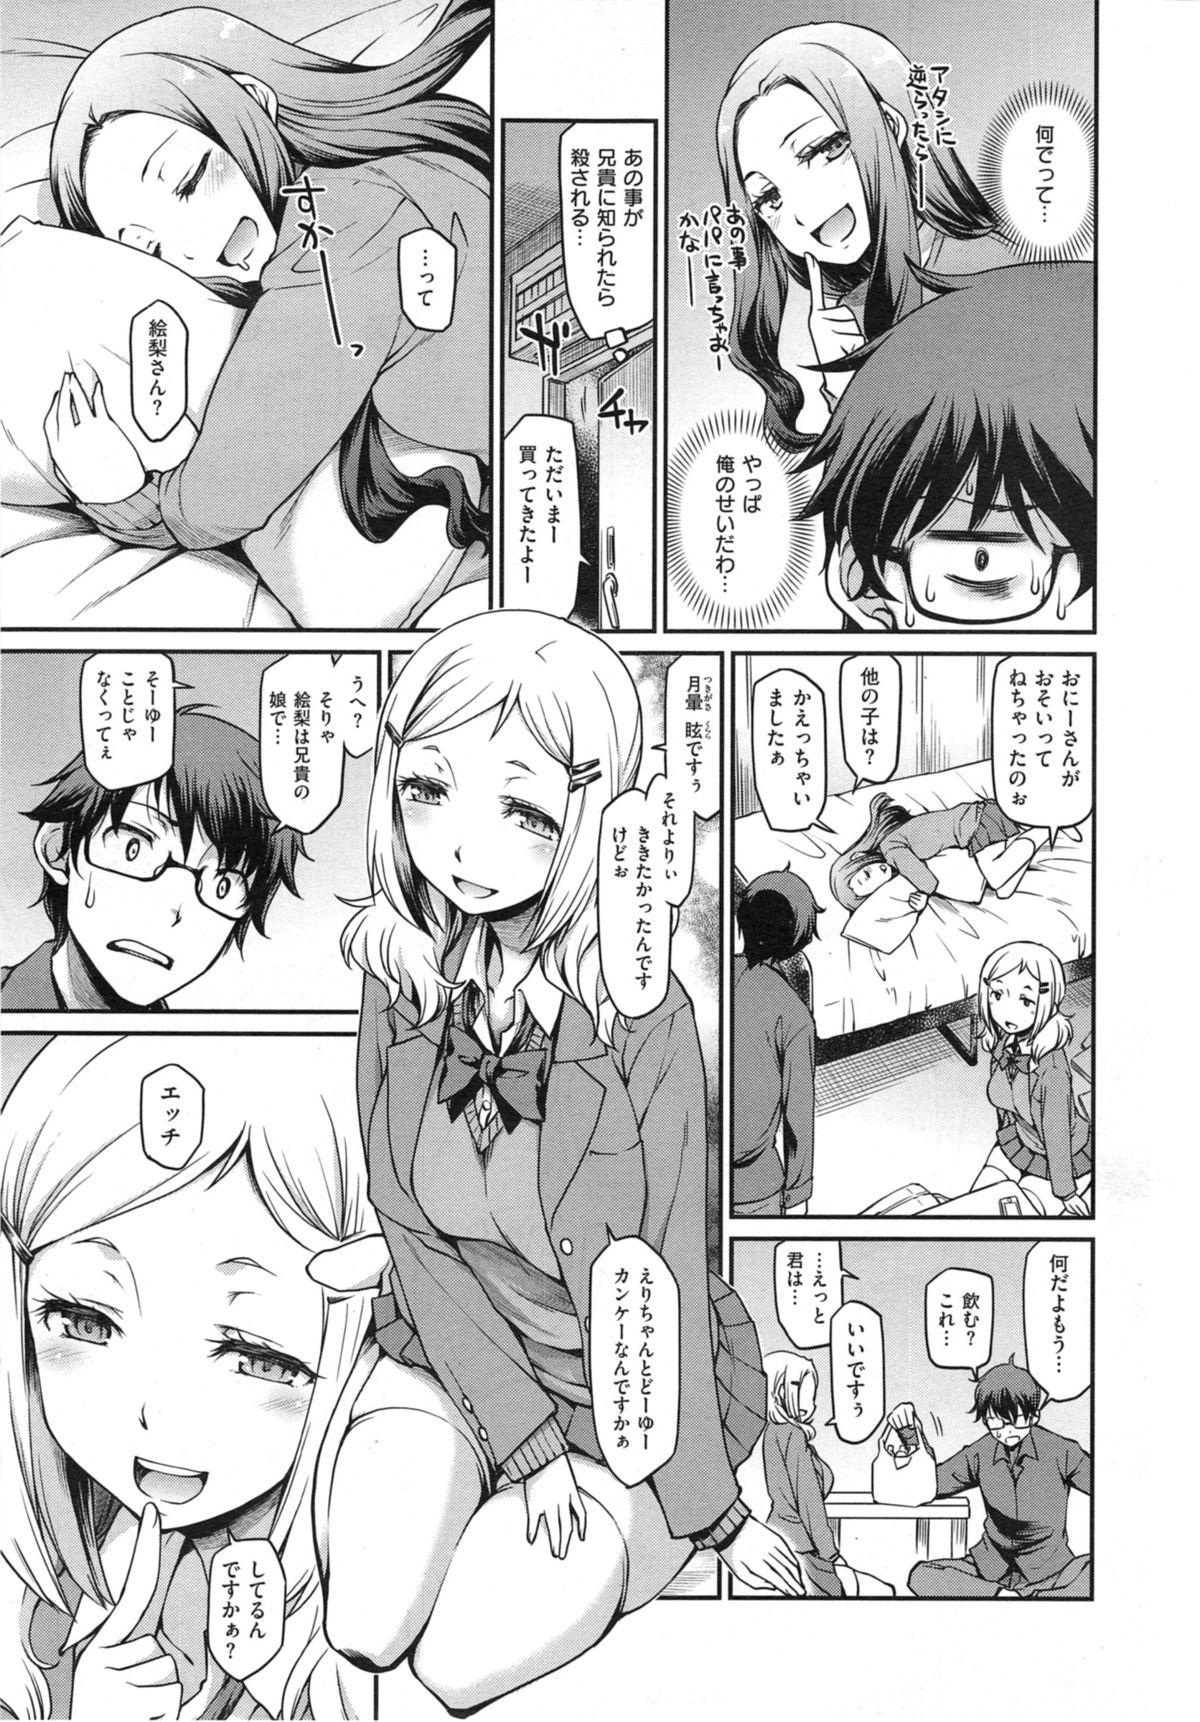 何でって…
アタシに
逆らったら
あの事
パパに言っちゃおー
かなー
やっぱ
俺のせいだわ…
あの事が
兄貴に知られたら
殺される…
ガチャ
ただいまー
買ってきたよー
…って
絵梨さん?
すかーっ
おにーさんが
おそいって
ねちゃったのぉ
他の子は?
かえっちゃい
ましたぁ
何だよもう…
飲む?
これ…
いいですぅ
…えっと
君は…
月暈 眩ですぅ
つきがさ くらら
それよりぃ
ききたかったんです
けどぉ
えりちゃんとどーゆー
カンケーなんですかぁ
うへ?
そりゃ
絵梨は兄貴の
娘で…
そーゆー
ことじゃ
なくってぇ
エッチ
してるんですかぁ?